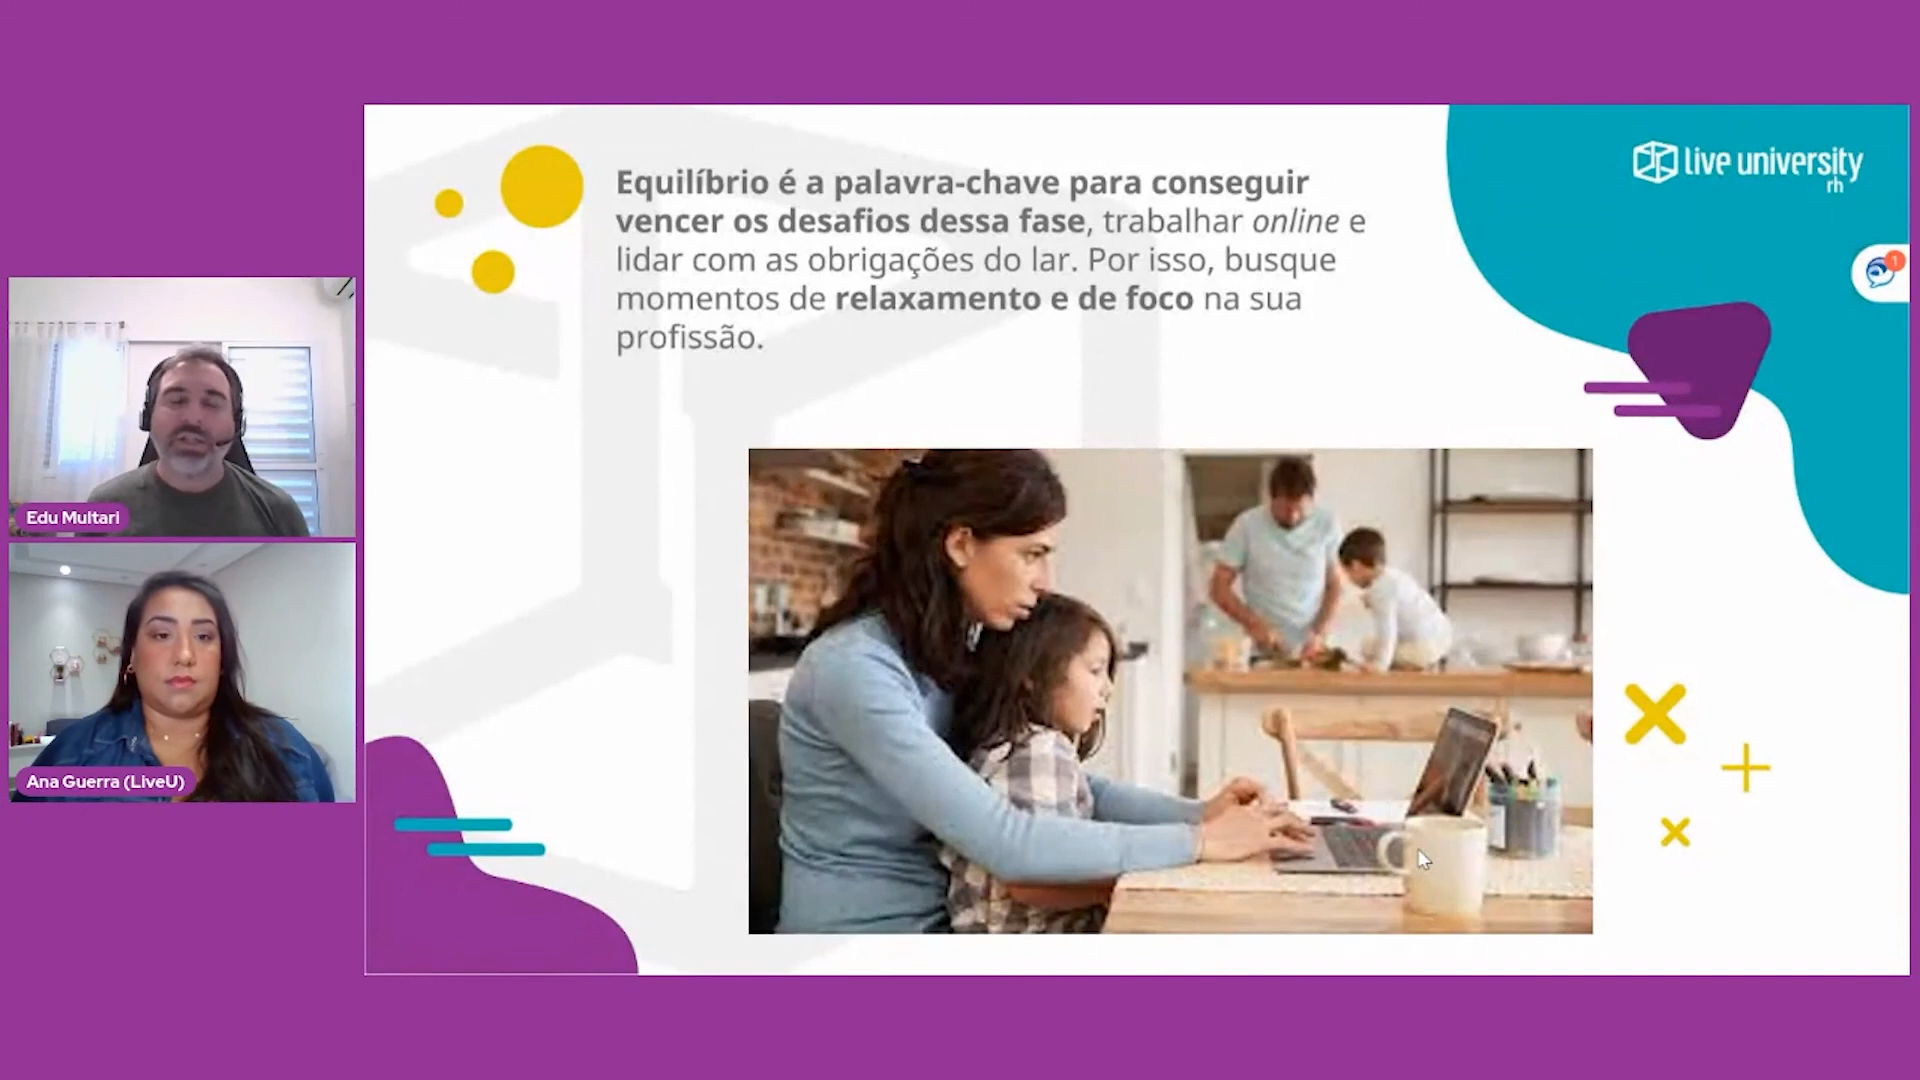 Equilíbrio é a palavra-chave para conseguir
vencer os desafios dessa fase, trabalhar online e
lidar com as obrigações do lar. Por isso, busque
momentos de relaxamento e de foco na sua
profissão.
live university
rh
1
Edu Multari
Ana Guerra (LiveU)